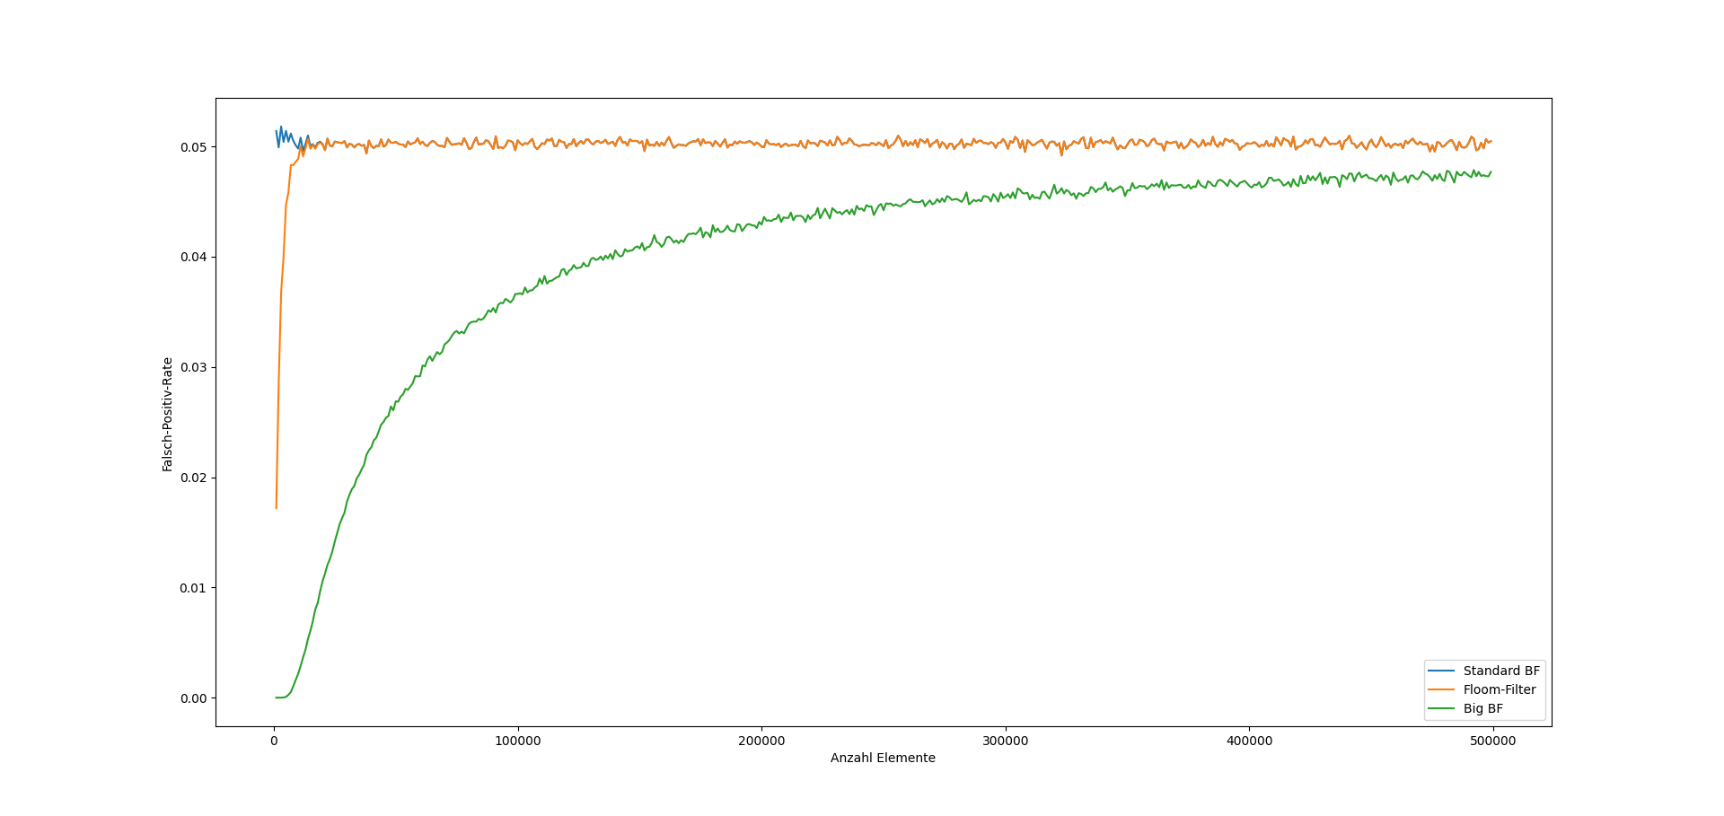 0.05
0.04
0.03
0.02
0.01
0.00
Falsch-Positiv-Rate
Standard BF
Floom-Filter
Big BF
0 100000 200000 300000 400000 500000
Anzahl Elemente